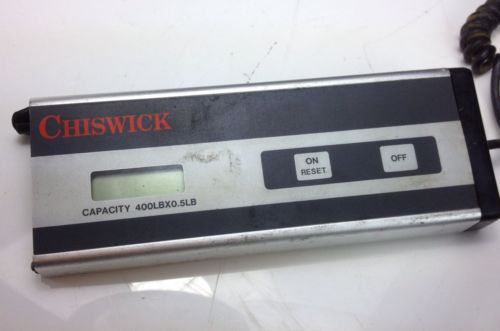 CHISWICK
ON
RESET
OFF
CAPACITY 400LBX0.5LB